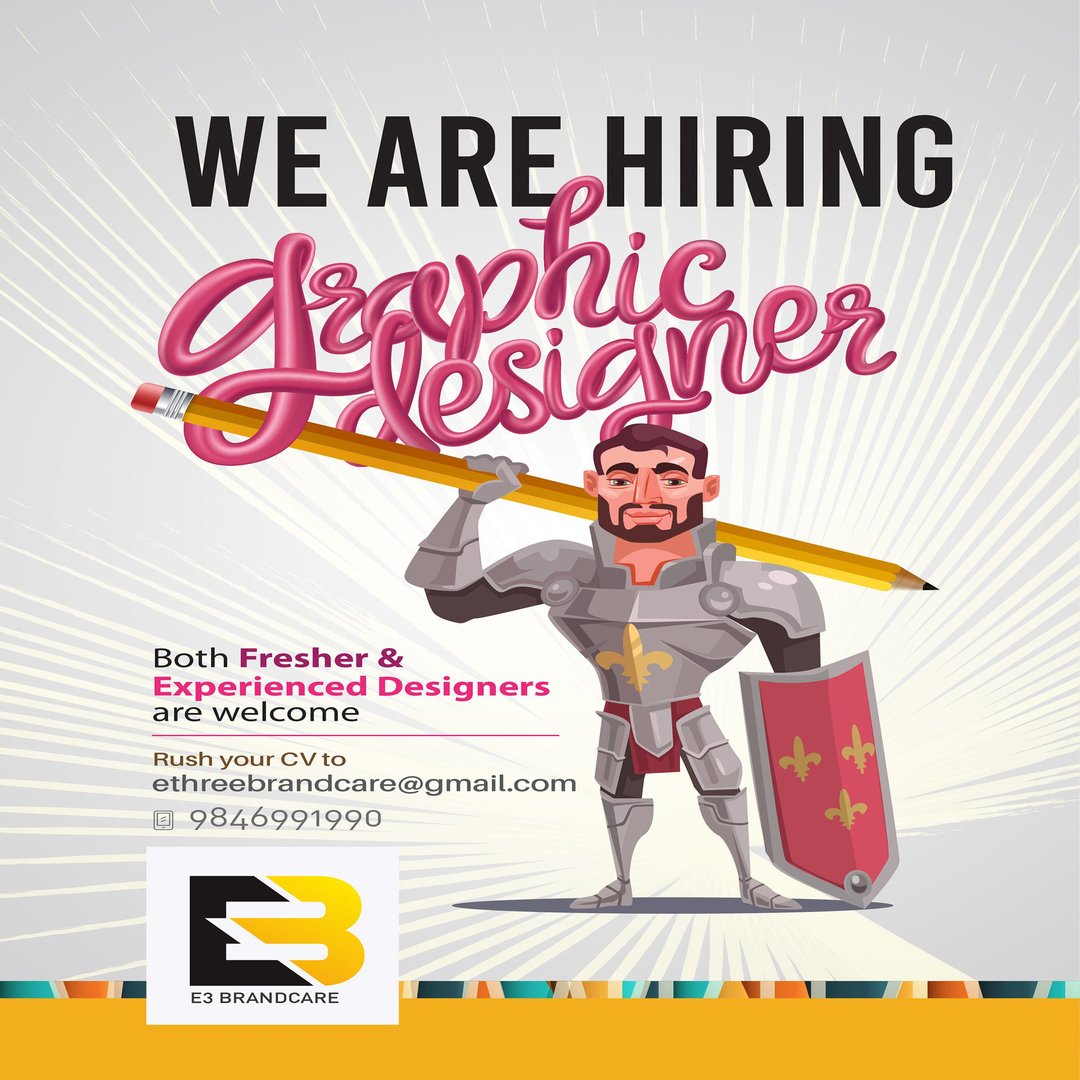 WE ARE HIRING
graphic
designer
Both Fresher &
Experienced Designers
are welcome
Rush your CV to
ethreebrandcare@gmail.com
9846991990
E3
E3 BRANDCARE